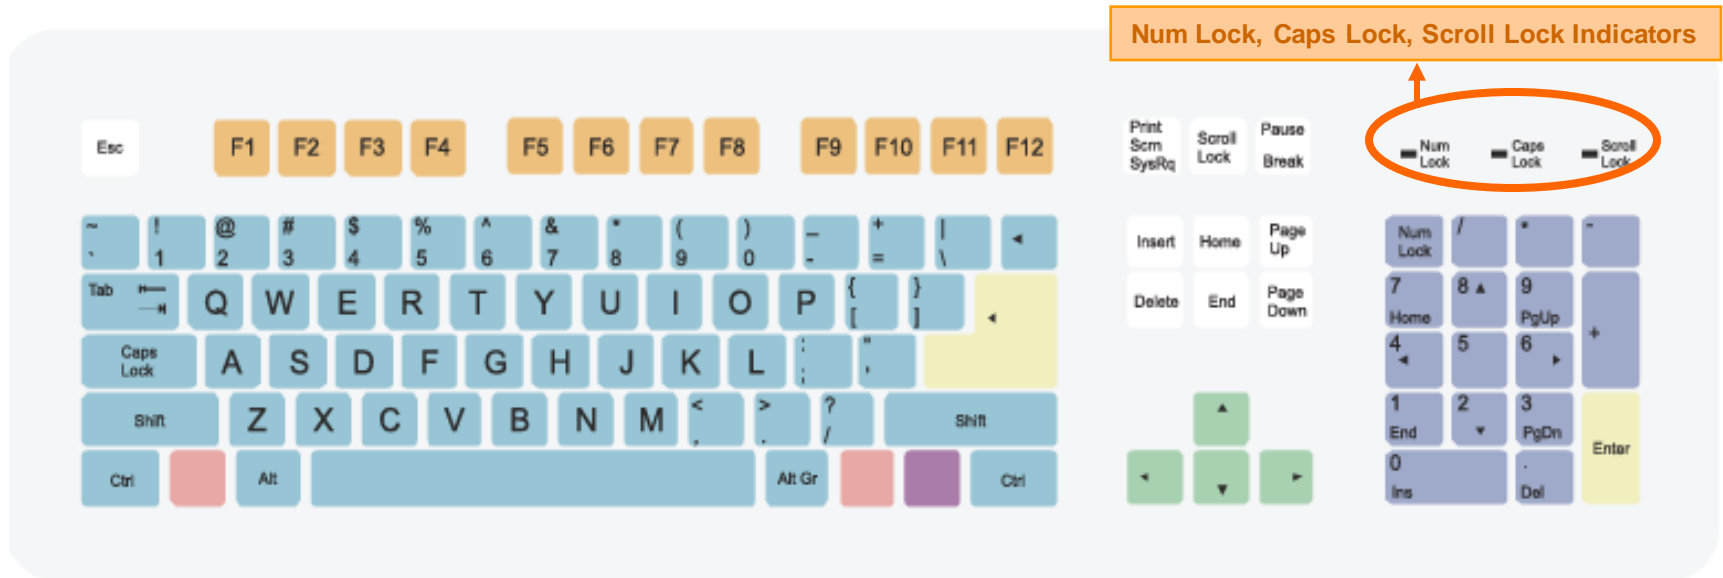 Num Lock, Caps Lock, Scroll Lock Indicators
Esc
F1
F2
F3
F4
F5
F6
F7
F8
F9
F10
F11
F12
Print
Scrn
SysRq
Scroll
Lock
Pause
Break
Num
Lock
Caps
Lock
Scroll
Lock
~
`
!
1
@
2
#
3
$
4
%
5
^
6
&
7
*
8
(
9
)
0
_
-
+
=
|
\
Insert
Home
Page
Up
Num
Lock
/
*
-
Tab
Q
W
E
R
T
Y
U
I
O
P
{
[
}
]
Delete
End
Page
Down
7
Home
8
9
PgUp
+
Caps
Lock
A
S
D
F
G
H
J
K
L
:
;
"
'
4
5
6
Shift
Z
X
C
V
B
N
M
<
,
>
.
?
/
Shift
1
End
2
3
PgDn
Enter
Ctrl
Alt
Alt Gr
Ctrl
0
Ins
.
Del